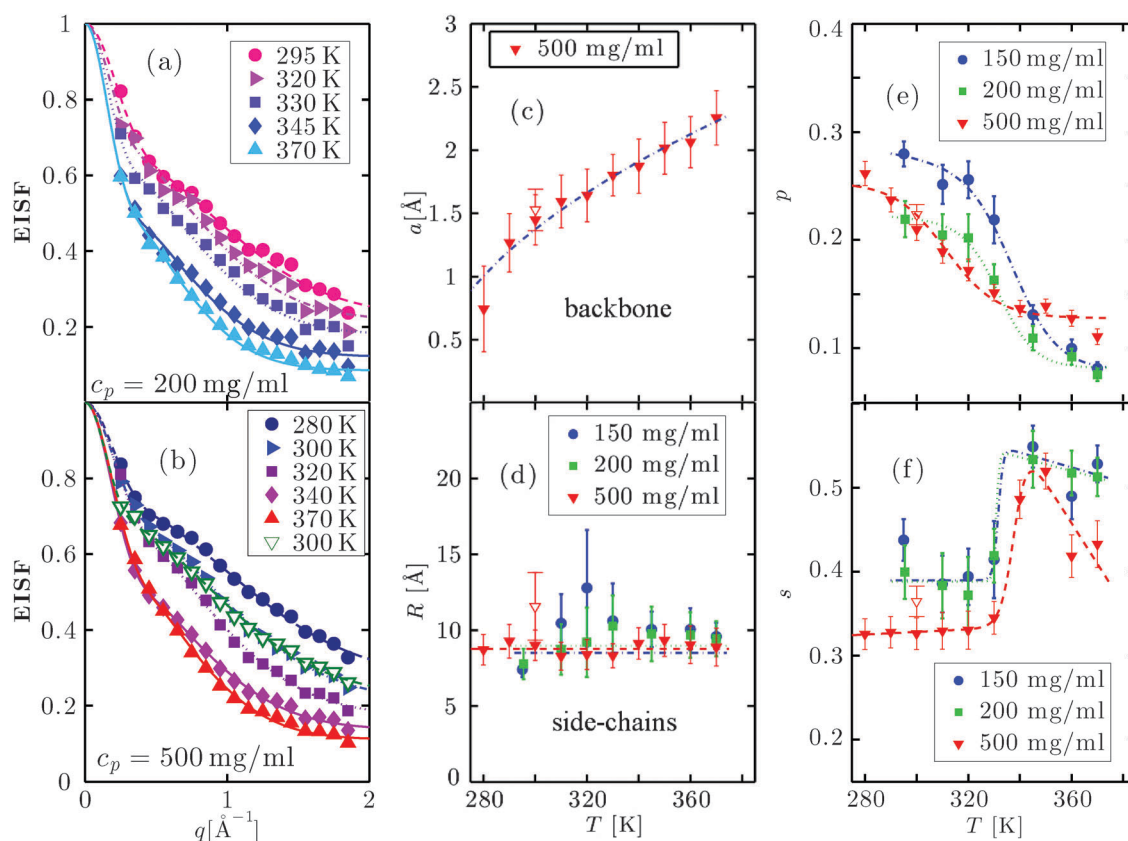 1
0.8
0.6
0.4
0.2
EISF
(a)
295 K
320 K
330 K
345 K
370 K
c_p = 200 mg/ml
0.8
0.6
0.4
0.2
0
EISF
(b)
280 K
300 K
320 K
340 K
370 K
300 K
c_p = 500 mg/ml
0 1 2
q[Å⁻¹]
3
2.5
2
1.5
1
0.5
a[Å]
500 mg/ml
(c)
backbone
20
15
10
5
0
R [Å]
(d)
150 mg/ml
200 mg/ml
500 mg/ml
side-chains
280 320 360
T [K]
0.4
0.3
0.2
0.1
p
(e)
150 mg/ml
200 mg/ml
500 mg/ml
0.5
0.4
0.3
0.2
s
(f)
150 mg/ml
200 mg/ml
500 mg/ml
280 320 360
T [K]